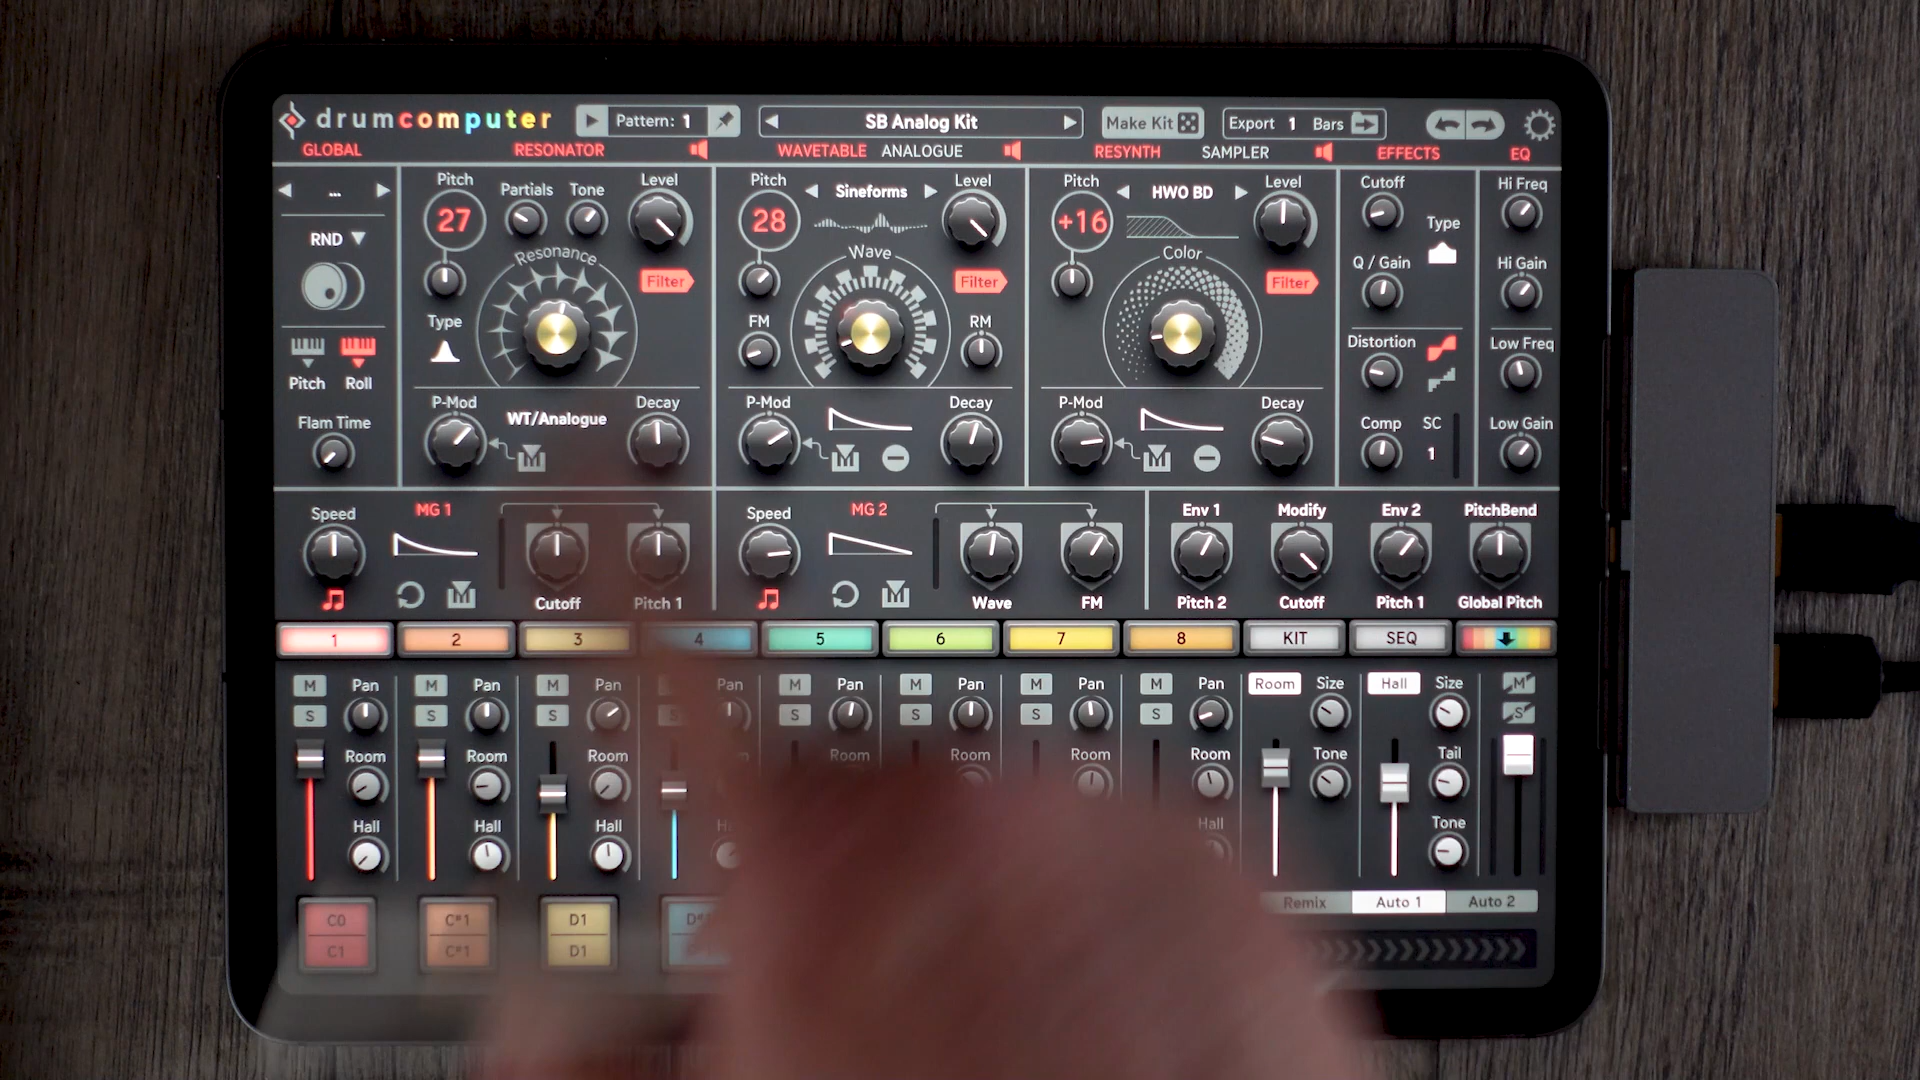 drumcomputer Pattern: 1 SB Analog Kit Make Kit Export 1 Bars
GLOBAL RESONATOR WAVETABLE ANALOGUE RESYNTH SAMPLER EFFECTS EQ
... Pitch Partials Tone Level Pitch Sineforms Level Pitch HWO BD Level Cutoff Hi Freq
27 28 +16 Type
RND Resonance Wave Color Q / Gain Hi Gain
Filter Filter Filter
Type FM RM Distortion Low Freq
Pitch Roll
P-Mod WT/Analogue Decay P-Mod Decay P-Mod Decay Comp SC Low Gain
Flam Time 1
Speed MG 1 Speed MG 2 Env 1 Modify Env 2 PitchBend
Cutoff Pitch 1 Wave FM Pitch 2 Cutoff Pitch 1 Global Pitch
1 2 3 4 5 6 7 8 KIT SEQ
M Pan M Pan M Pan Pan M Pan M Pan M Pan M Pan Room Size Hall Size M
S S S S S S S S S
Room Room Room Room Room Room Room Tone Tail
Hall Hall Hall Hall Tone
Remix Auto 1 Auto 2
C0 C#1 D1
C1 C#1 D1